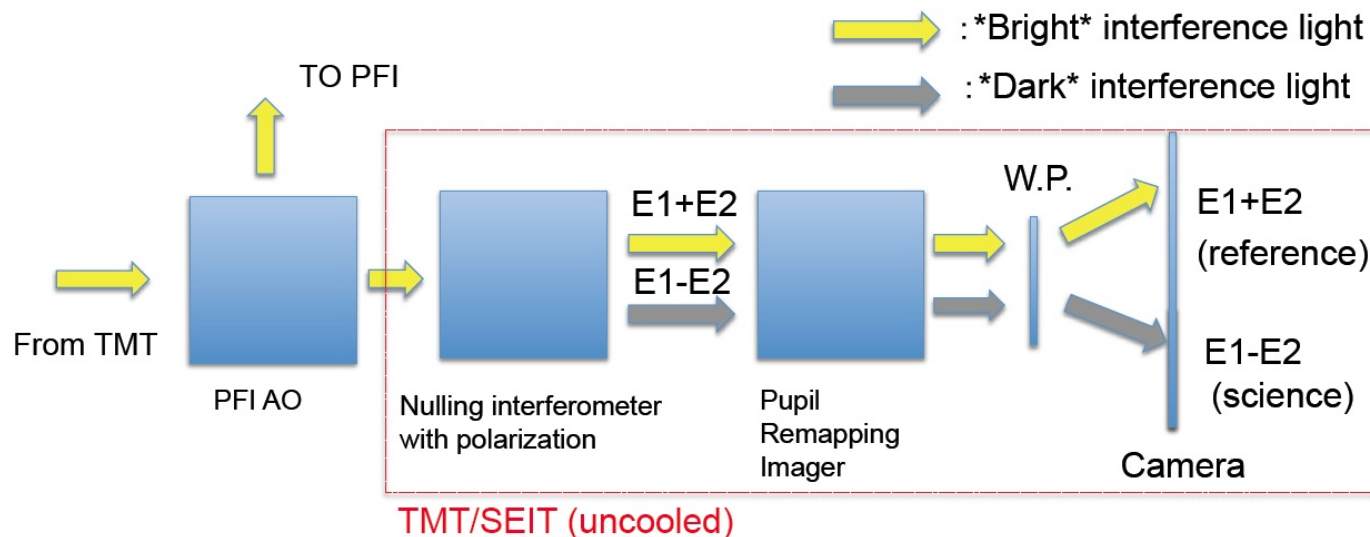 : *Bright* interference light
TO PFI
: *Dark* interference light
W.P.
E1+E2
E1+E2
(reference)
E1-E2
From TMT
E1-E2
(science)
PFI AO
Nulling interferometer
with polarization
Pupil
Remapping
Imager
Camera
TMT/SEIT (uncooled)